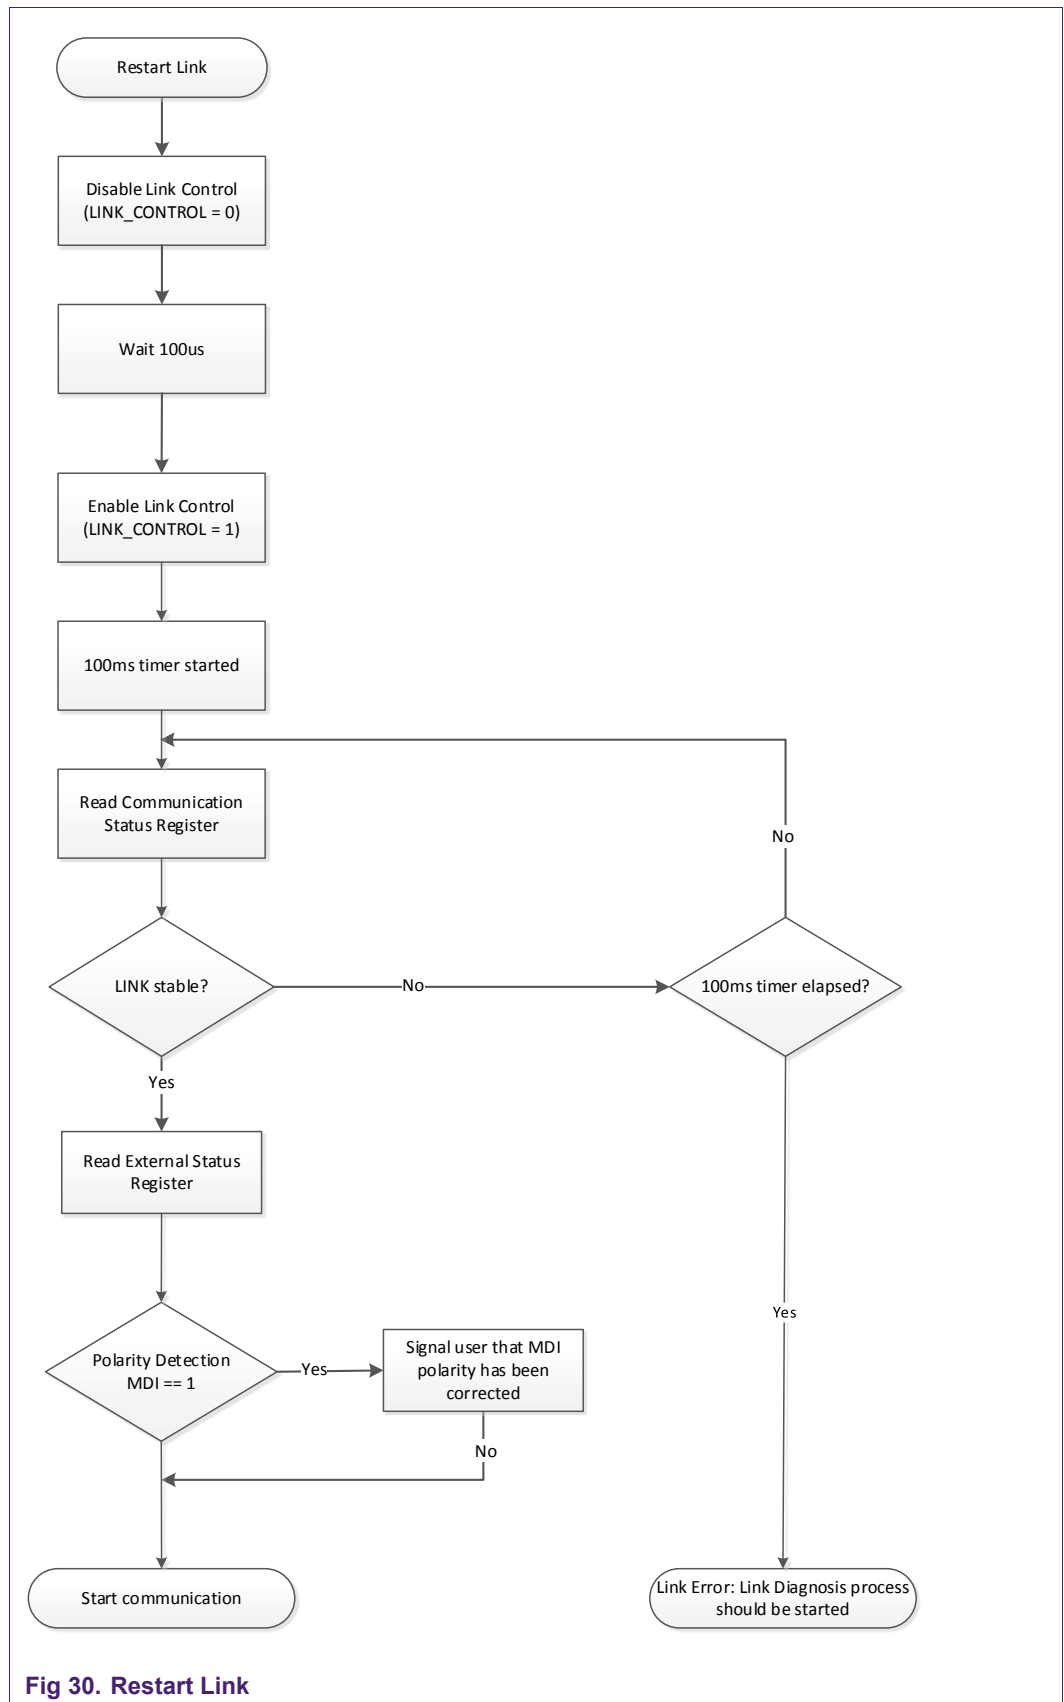 Restart Link
Disable Link Control
(LINK_CONTROL = 0)
Wait 100us
Enable Link Control
(LINK_CONTROL = 1)
100ms timer started
Read Communication
Status Register
No
LINK stable?
No
100ms timer elapsed?
Yes
Read External Status
Register
Yes
Polarity Detection
MDI == 1
Yes
Signal user that MDI
polarity has been
corrected
No
Start communication
Link Error: Link Diagnosis process
should be started
Fig 30. Restart Link